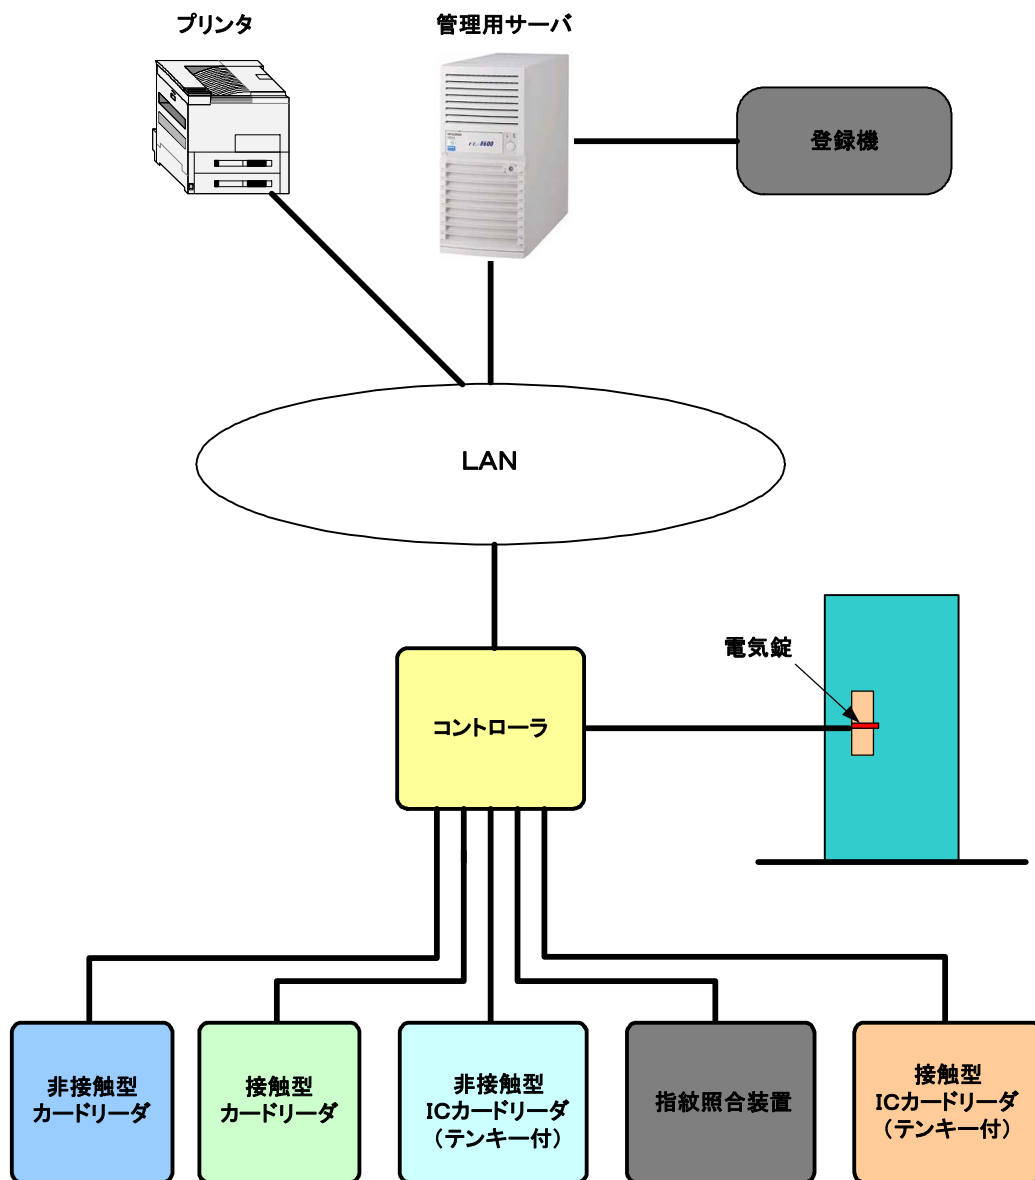 プリンタ
管理用サーバ
登録機
LAN
電気錠
コントローラ
非接触型
カードリーダ
接触型
カードリーダ
非接触型
ICカードリーダ
(テンキー付)
指紋照合装置
接触型
ICカードリーダ
(テンキー付)